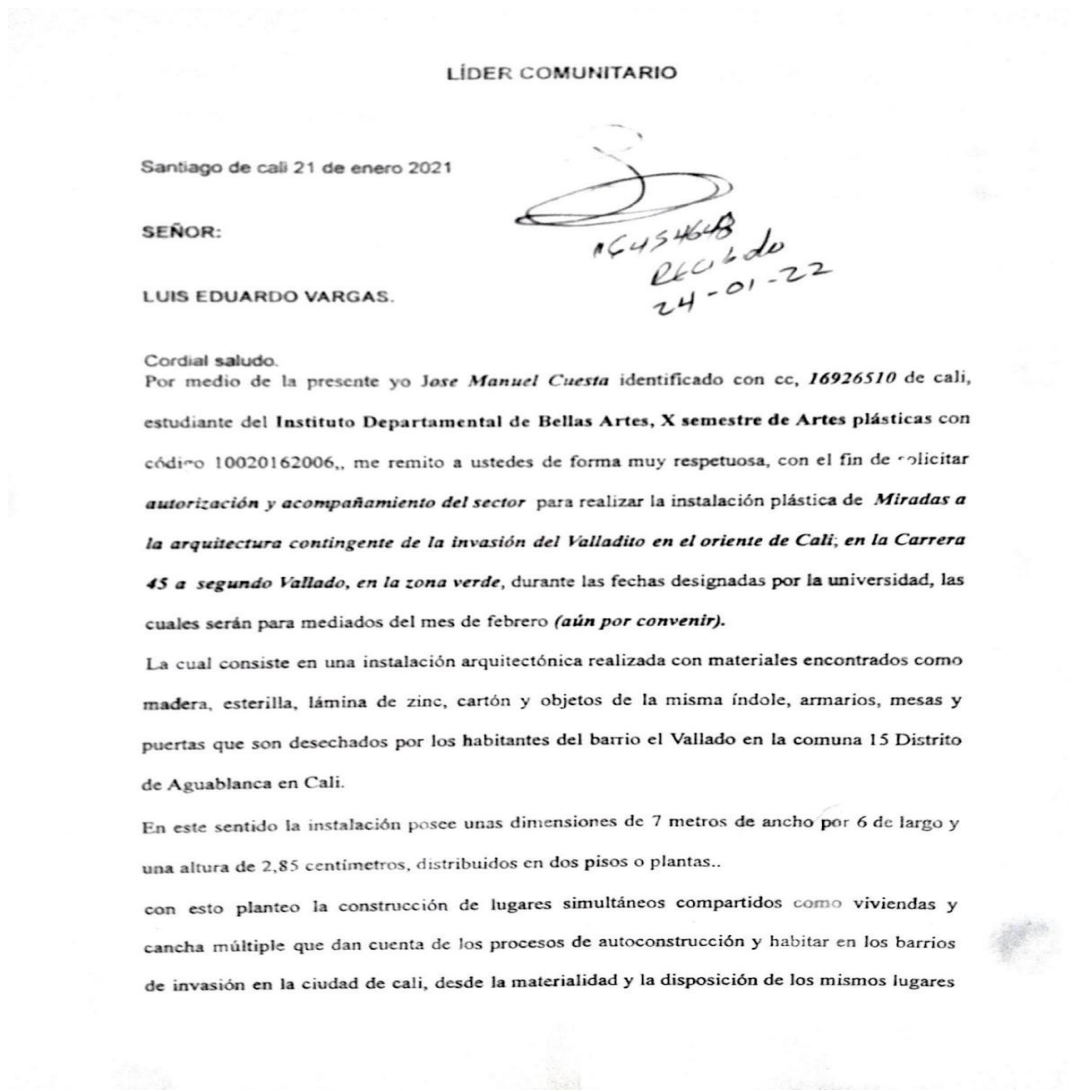 LÍDER COMUNITARIO
Santiago de cali 21 de enero 2021
SEÑOR:
16454648
Recibido
24-01-22
LUIS EDUARDO VARGAS.
Cordial saludo.
Por medio de la presente yo Jose Manuel Cuesta identificado con cc, 16926510 de cali,
estudiante del Instituto Departamental de Bellas Artes, X semestre de Artes plásticas con
código 10020162006,, me remito a ustedes de forma muy respetuosa, con el fin de solicitar
autorización y acompañamiento del sector para realizar la instalación plástica de Miradas a
la arquitectura contingente de la invasión del Valladito en el oriente de Cali; en la Carrera
45 a segundo Vallado, en la zona verde, durante las fechas designadas por la universidad, las
cuales serán para mediados del mes de febrero (aún por convenir).
La cual consiste en una instalación arquitectónica realizada con materiales encontrados como
madera, esterilla, lámina de zinc, cartón y objetos de la misma índole, armarios, mesas y
puertas que son desechados por los habitantes del barrio el Vallado en la comuna 15 Distrito
de Aguablanca en Cali.
En este sentido la instalación posee unas dimensiones de 7 metros de ancho por 6 de largo y
una altura de 2,85 centímetros, distribuidos en dos pisos o plantas..
con esto planteo la construcción de lugares simultáneos compartidos como viviendas y
cancha múltiple que dan cuenta de los procesos de autoconstrucción y habitar en los barrios
de invasión en la ciudad de cali, desde la materialidad y la disposición de los mismos lugares